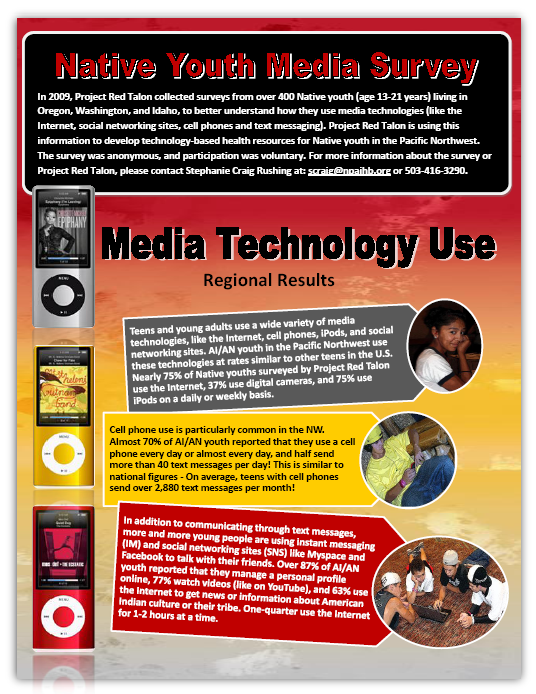 Native Youth Media Survey
In 2009, Project Red Talon collected surveys from over 400 Native youth (age 13-21 years) living in
Oregon, Washington, and Idaho, to better understand how they use media technologies (like the
Internet, social networking sites, cell phones and text messaging). Project Red Talon is using this
information to develop technology-based health resources for Native youth in the Pacific Northwest.
The survey was anonymous, and participation was voluntary. For more information about the survey or
Project Red Talon, please contact Stephanie Craig Rushing at: scraig@npaihb.org or 503-416-3290.
EPIPHANY
MENU
Media Technology Use
Regional Results
Teens and young adults use a wide variety of media
technologies, like the Internet, cell phones, iPods, and social
networking sites. AI/AN youth in the Pacific Northwest use
these technologies at rates similar to other teens in the U.S.
Nearly 75% of Native youths surveyed by Project Red Talon
use the Internet, 37% use digital cameras, and 75% use
iPods on a daily or weekly basis.
MENU
Cell phone use is particularly common in the NW.
Almost 70% of AI/AN youth reported that they use a cell
phone every day or almost every day, and half send
more than 40 text messages per day! This is similar to
national figures - On average, teens with cell phones
send over 2,880 text messages per month!
MENU
In addition to communicating through text messages,
more and more young people are using instant messaging
(IM) and social networking sites (SNS) like Myspace and
Facebook to talk with their friends. Over 87% of AI/AN
youth reported that they manage a personal profile
online, 77% watch videos (like on YouTube), and 63% use
the Internet to get news or information about American
Indian culture or their tribe. One-quarter use the Internet
for 1-2 hours at a time.